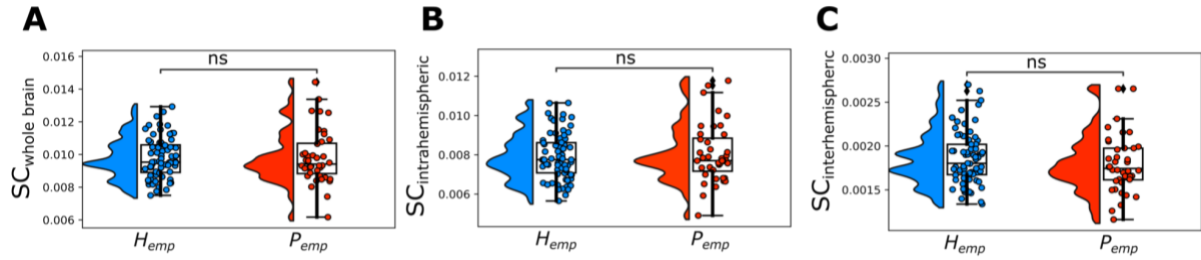 A
B
C
SCwhole brain
0.016
0.014
0.012
0.010
0.008
0.006
ns
Hemp
Pemp
SCintrahemispheric
0.012
0.010
0.008
0.006
ns
Hemp
Pemp
SCinterhemispheric
0.0030
0.0025
0.0020
0.0015
ns
Hemp
Pemp